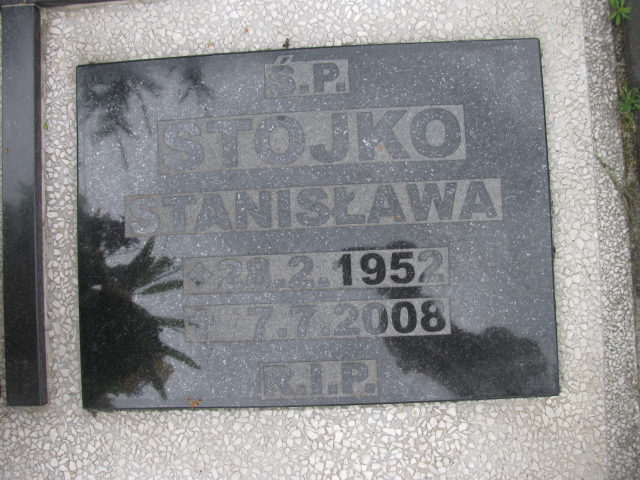 Ś.P.
STOJKO
STANISŁAWA
* 28.2.1952
† 7.7.2008
R.I.P.